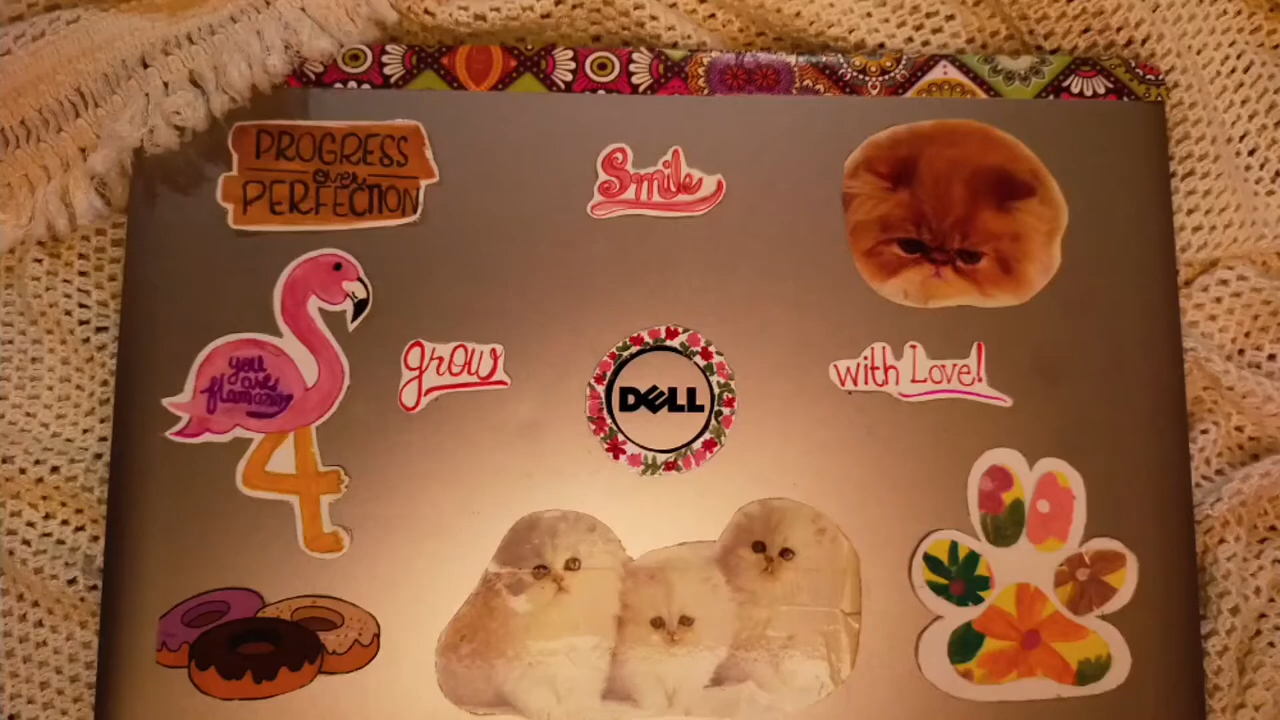 PROGRESS
over
PERFECTION
Smile
you
are
flamazing
grow
DELL
with Love!